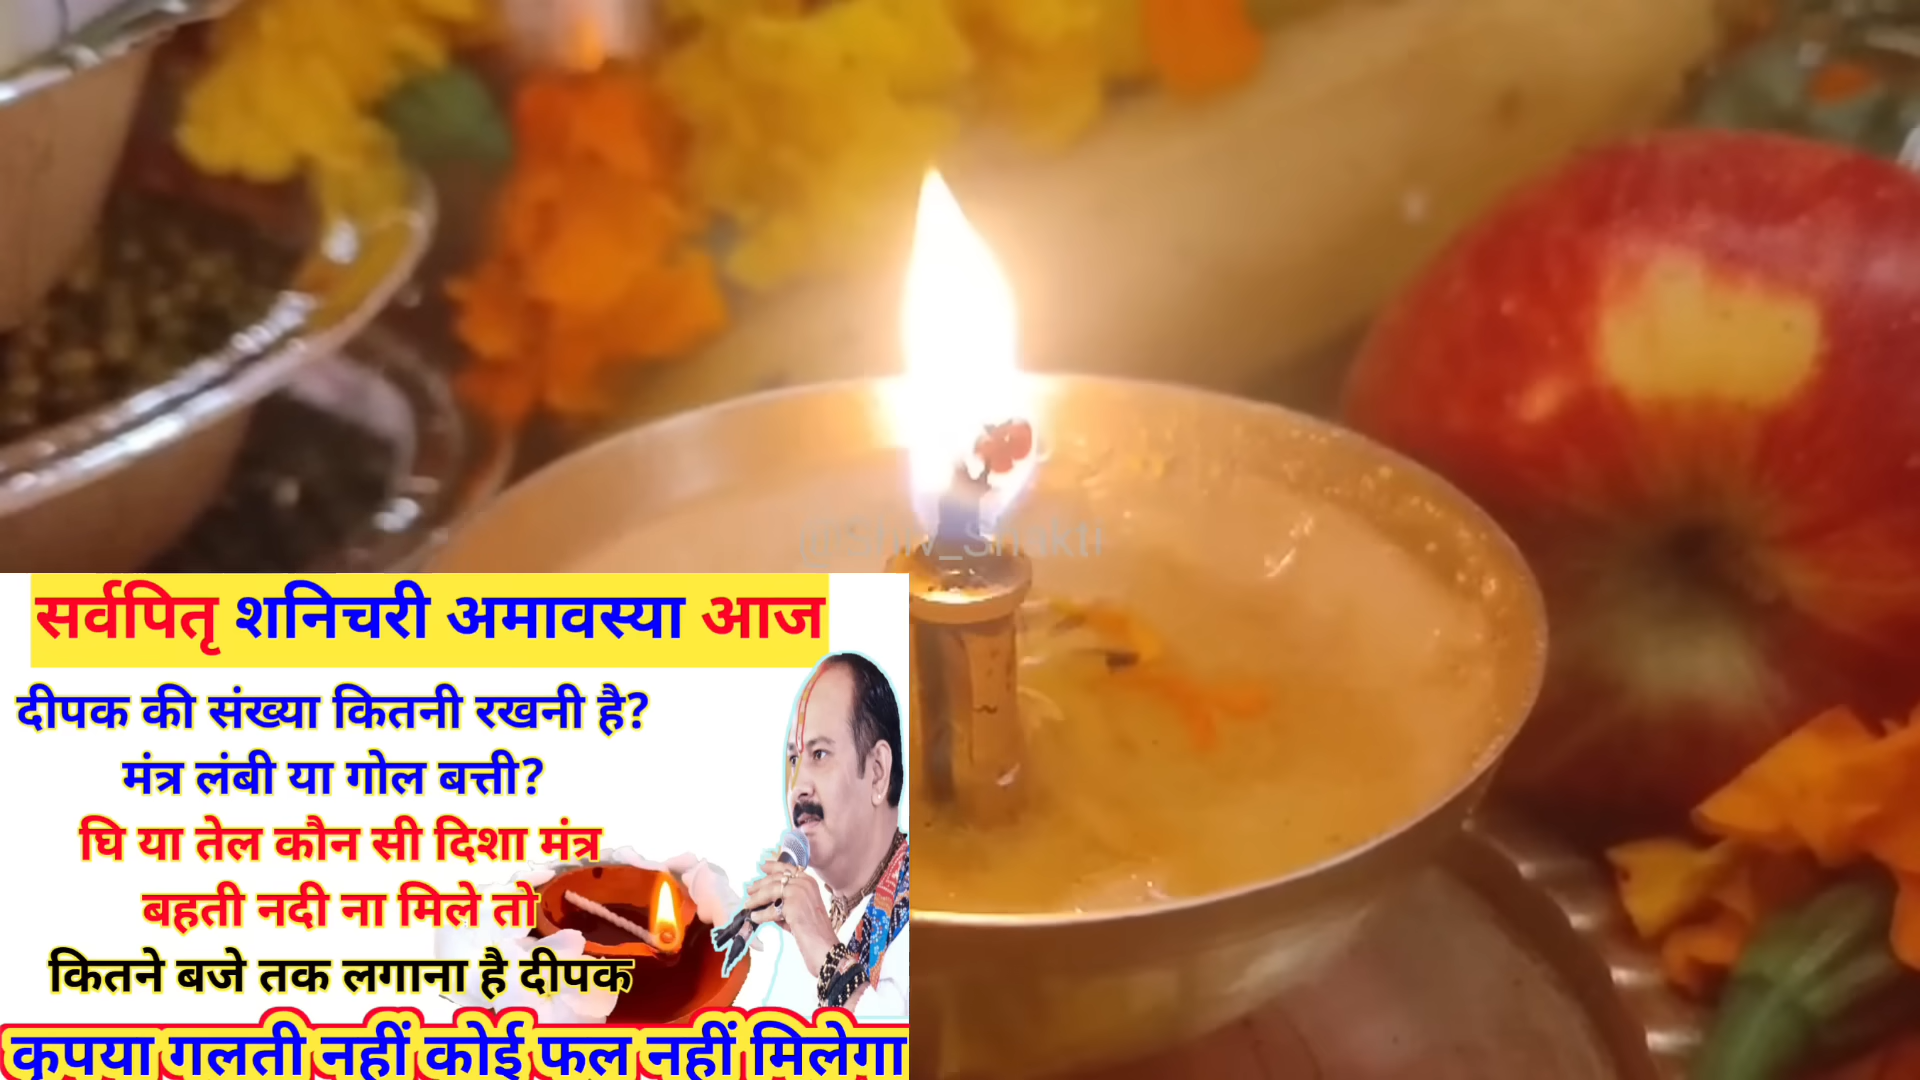 @Shiv_Shakti
सर्वपितृ शनिचरी अमावस्या आज
दीपक की संख्या कितनी रखनी है?
मंत्र लंबी या गोल बत्ती?
घि या तेल कौन सी दिशा मंत्र
बहती नदी ना मिले तो
कितने बजे तक लगाना है दीपक
कृपया गलती नहीं कोई फल नहीं मिलेगा